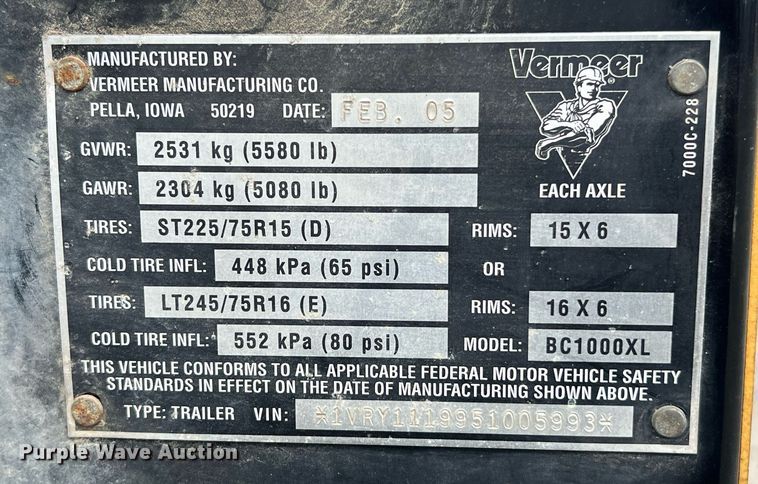 MANUFACTURED BY:
VERMEER MANUFACTURING CO.
PELLA, IOWA 50219 DATE: FEB. 05
Vermeer
®
7000C-228
GVWR: 2531 kg (5580 lb)
GAWR: 2304 kg (5080 lb) EACH AXLE
TIRES: ST225/75R15 (D) RIMS: 15 X 6
COLD TIRE INFL: 448 kPa (65 psi) OR
TIRES: LT245/75R16 (E) RIMS: 16 X 6
COLD TIRE INFL: 552 kPa (80 psi) MODEL: BC1000XL
THIS VEHICLE CONFORMS TO ALL APPLICABLE FEDERAL MOTOR VEHICLE SAFETY
STANDARDS IN EFFECT ON THE DATE OF MANUFACTURING SHOWN ABOVE.
TYPE: TRAILER VIN: *1VRY1119951005993*
Purple Wave Auction